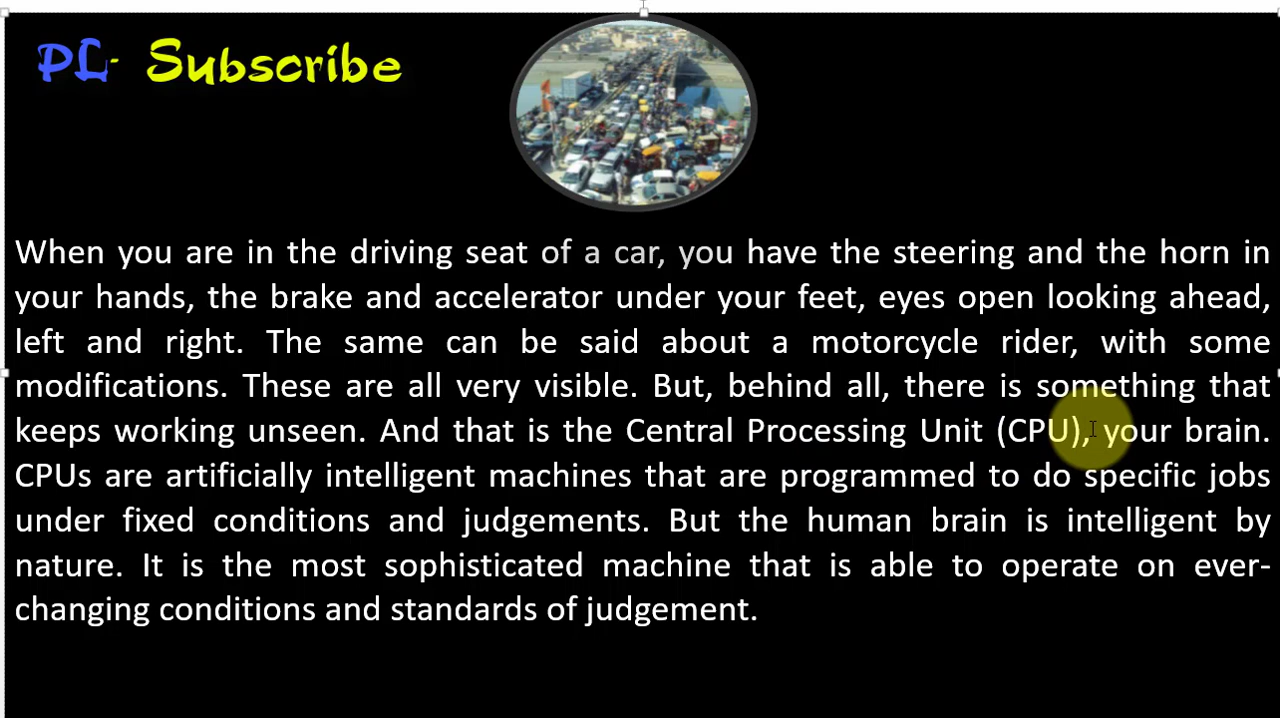 PL- Subscribe
When you are in the driving seat of a car, you have the steering and the horn in
your hands, the brake and accelerator under your feet, eyes open looking ahead,
left and right. The same can be said about a motorcycle rider, with some
modifications. These are all very visible. But, behind all, there is something that
keeps working unseen. And that is the Central Processing Unit (CPU), your brain.
CPUs are artificially intelligent machines that are programmed to do specific jobs
under fixed conditions and judgements. But the human brain is intelligent by
nature. It is the most sophisticated machine that is able to operate on ever-
changing conditions and standards of judgement.